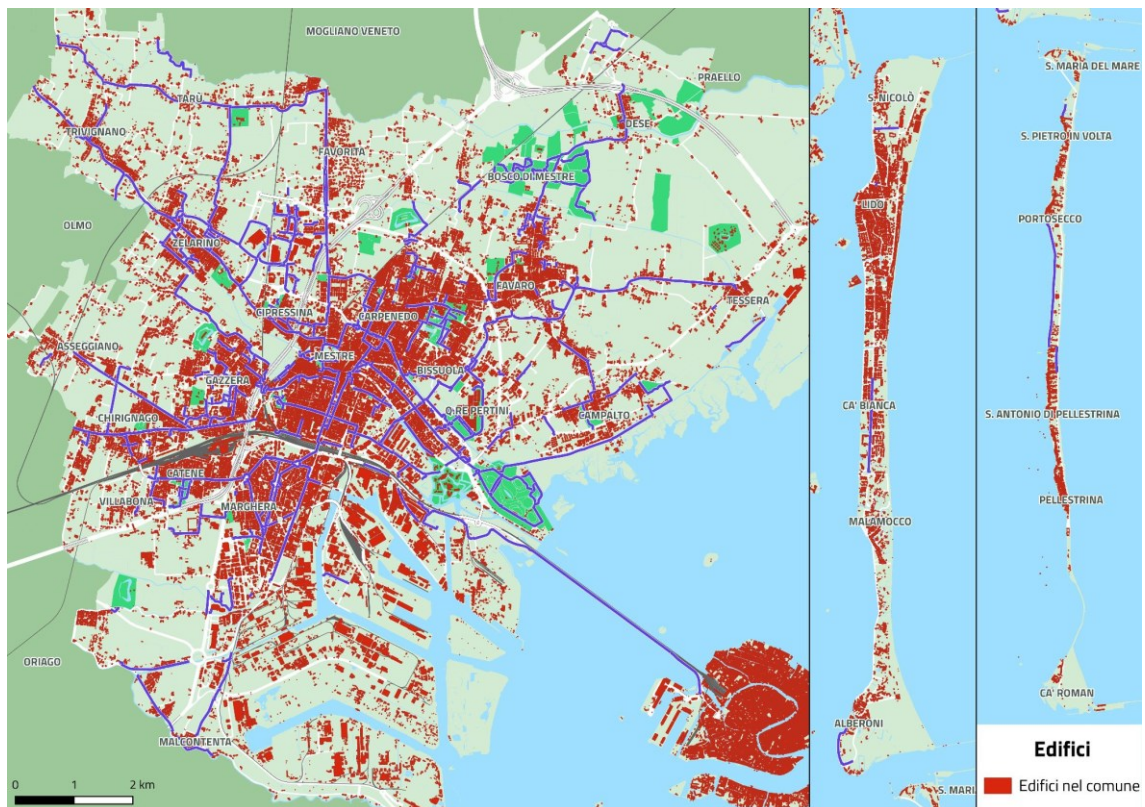 MOGLIANO VENETO
PRAELLO
TARÙ
TRIVIGNANO
DESE
FAVORITA
BOSCO DI MESTRE
OLMO
ZELARINO
CIPRESSINA
CARPENEDO
FAVARO
TESSERA
ASSEGGIANO
MESTRE
GAZZERA
BISSUOLA
CHIRIGNAGO
Q.RE PERTINI
CAMPALTO
CATENE
VILLABONA
MARGHERA
ORIAGO
MALCONTENTA
0 1 2 km
S. NICOLÒ
LIDO
CA' BIANCA
MALAMOCCO
ALBERONI
S. MARI
S. MARIA DEL MARE
S. PIETRO IN VOLTA
PORTOSECCO
S. ANTONIO DI PELLESTRINA
PELLESTRINA
CA' ROMAN
Edifici
Edifici nel comune